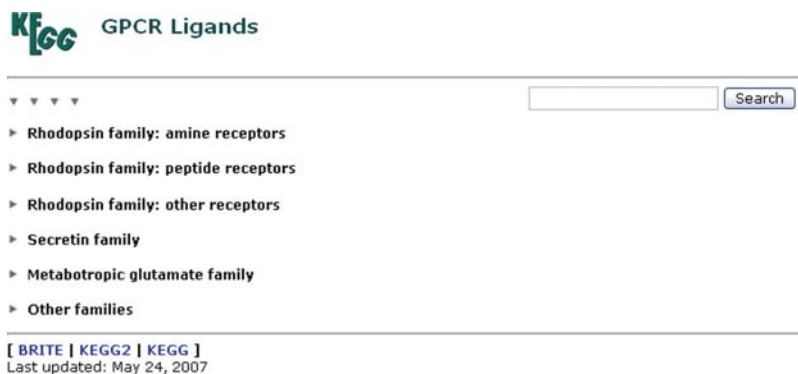 KEGG GPCR Ligands
Search
Rhodopsin family: amine receptors
Rhodopsin family: peptide receptors
Rhodopsin family: other receptors
Secretin family
Metabotropic glutamate family
Other families
[ BRITE | KEGG2 | KEGG ]
Last updated: May 24, 2007